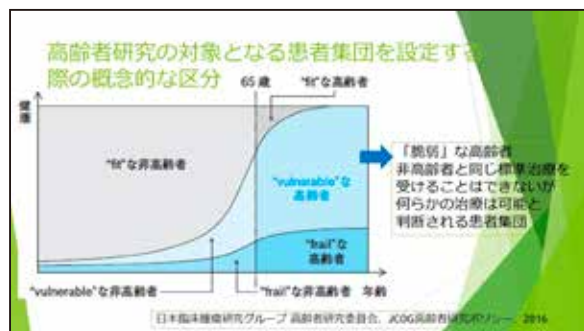 高齢者研究の対象となる患者集団を設定する
際の概念的な区分
65 歳
"fit"な高齢者
健康
"fit"な非高齢者
"vulnerable"な
高齢者
「脆弱」な高齢者
非高齢者と同じ標準治療を
受けることはできないが
何らかの治療は可能と
判断される患者集団
"frail"な
高齢者
"vulnerable"な非高齢者
"frail"な非高齢者
年齢
日本臨床腫瘍研究グループ 高齢者研究委員会, JCOG高齢者研究ポリシー, 2016